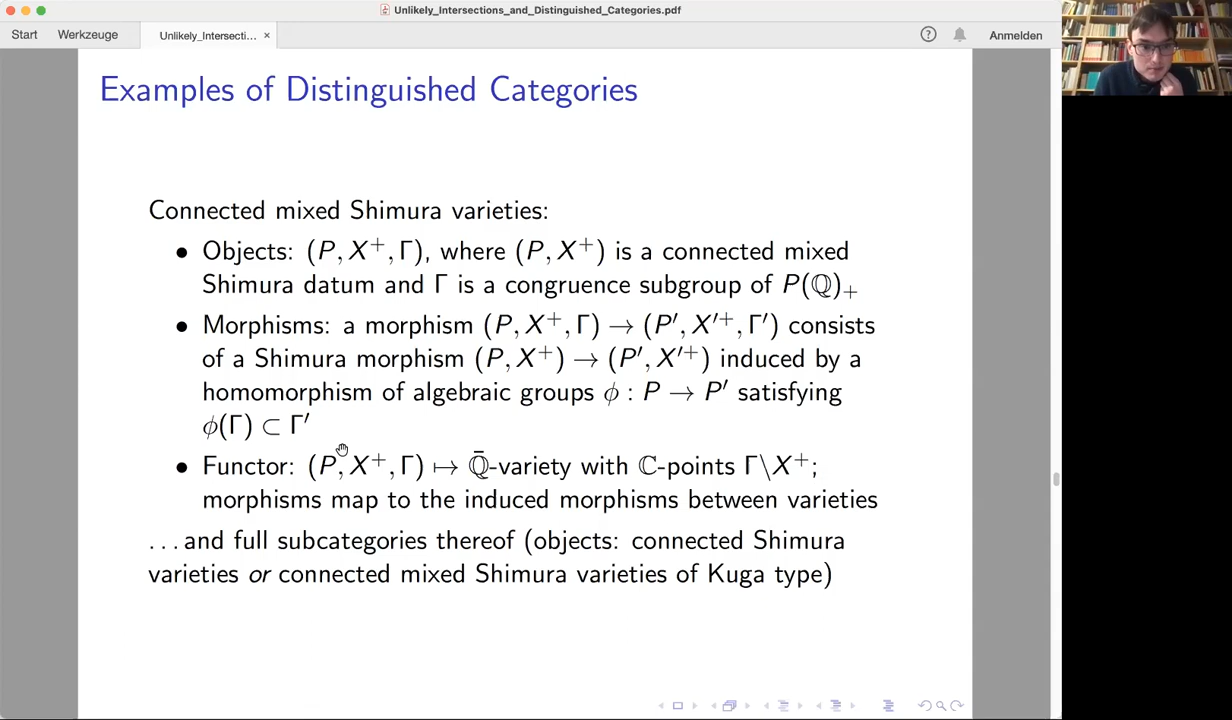 Unlikely_Intersections_and_Distinguished_Categories.pdf
Start Werkzeuge Unlikely_Intersecti... × Anmelden
Examples of Distinguished Categories
Connected mixed Shimura varieties:
• Objects: (P, X⁺, Γ), where (P, X⁺) is a connected mixed
Shimura datum and Γ is a congruence subgroup of P(ℚ)₊
• Morphisms: a morphism (P, X⁺, Γ) → (P′, X′⁺, Γ′) consists
of a Shimura morphism (P, X⁺) → (P′, X′⁺) induced by a
homomorphism of algebraic groups ϕ : P → P′ satisfying
ϕ(Γ) ⊂ Γ′
• Functor: (P, X⁺, Γ) ↦ ℚ̄-variety with ℂ-points Γ\X⁺;
morphisms map to the induced morphisms between varieties
...and full subcategories thereof (objects: connected Shimura
varieties or connected mixed Shimura varieties of Kuga type)